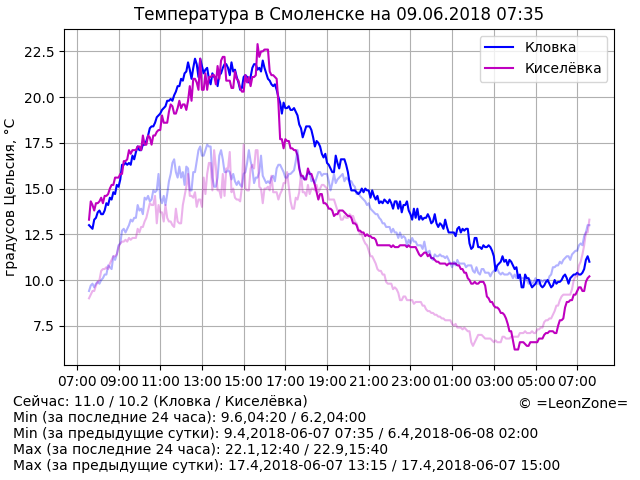 Температура в Смоленске на 09.06.2018 07:35
Кловка
Киселёвка
градусов Цельсия, °C
22.5
20.0
17.5
15.0
12.5
10.0
7.5
07:00 09:00 11:00 13:00 15:00 17:00 19:00 21:00 23:00 01:00 03:00 05:00 07:00
Сейчас: 11.0 / 10.2 (Кловка / Киселёвка)
© =LeonZone=
Min (за последние 24 часа): 9.6,04:20 / 6.2,04:00
Min (за предыдущие сутки): 9.4,2018-06-07 07:35 / 6.4,2018-06-08 02:00
Max (за последние 24 часа): 22.1,12:40 / 22.9,15:40
Max (за предыдущие сутки): 17.4,2018-06-07 13:15 / 17.4,2018-06-07 15:00